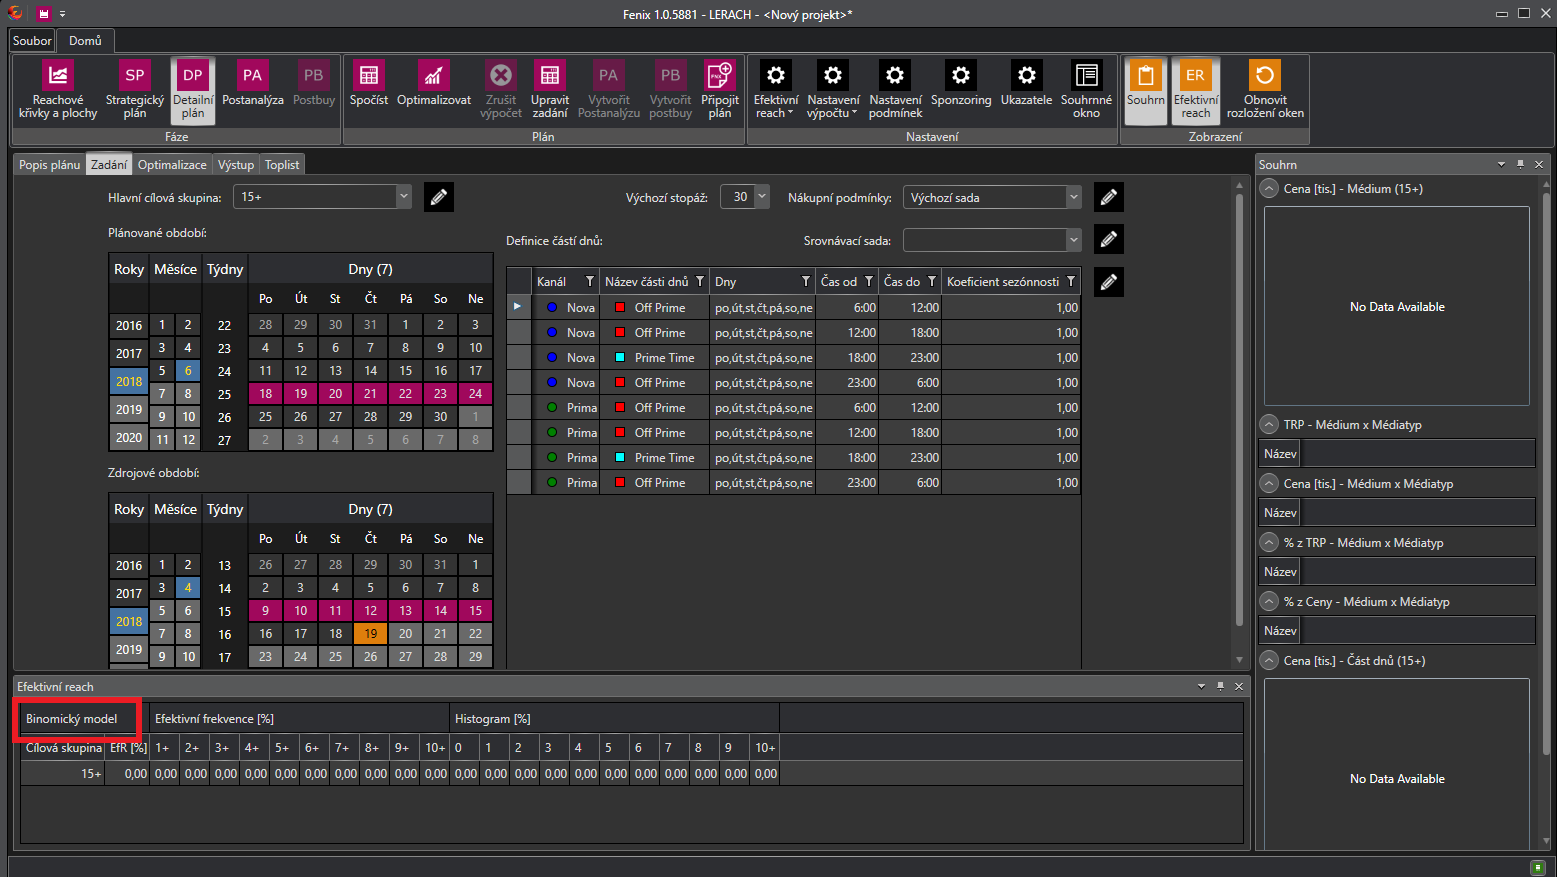 Fenix 1.0.5881 - LERACH - <Nový projekt>*
Soubor Domů
Reachové křivky a plochy
SP Strategický plán
DP Detailní plán
PA Postanalýza
PB Postbuy
Fáze
Spočíst
Optimalizovat
Zrušit výpočet
Upravit zadání
PA Vytvořit Postanalýzu
PB Vytvořit postbuy
PNX Připojit plán
Plán
Efektivní reach
Nastavení výpočtu
Nastavení podmínek
Sponzoring
Ukazatele
Souhrnné okno
Nastavení
Souhrn
ER Efektivní reach
Obnovit rozložení oken
Zobrazení
Popis plánu Zadání Optimalizace Výstup Toplist
Hlavní cílová skupina: 15+
Výchozí stopáž: 30
Nákupní podmínky: Výchozí sada
Plánované období:
Definice částí dnů:
Srovnávací sada:
Roky Měsíce Týdny Dny (7)
Po Út St Čt Pá So Ne
2016 1 2 22 28 29 30 31 1 2 3
2017 3 4 23 4 5 6 7 8 9 10
5 6 24 11 12 13 14 15 16 17
2018 7 8 25 18 19 20 21 22 23 24
2019 9 10 26 25 26 27 28 29 30 1
2020 11 12 27 2 3 4 5 6 7 8
Zdrojové období:
Roky Měsíce Týdny Dny (7)
Po Út St Čt Pá So Ne
2016 1 2 13 26 27 28 29 30 31 1
2017 3 4 14 2 3 4 5 6 7 8
5 6 15 9 10 11 12 13 14 15
2018 7 8 16 16 17 18 19 20 21 22
2019 9 10 17 23 24 25 26 27 28 29
Kanál Název části dnů Dny Čas od Čas do Koeficient sezónnosti
Nova Off Prime po,út,st,čt,pá,so,ne 6:00 12:00 1,00
Nova Off Prime po,út,st,čt,pá,so,ne 12:00 18:00 1,00
Nova Prime Time po,út,st,čt,pá,so,ne 18:00 23:00 1,00
Nova Off Prime po,út,st,čt,pá,so,ne 23:00 6:00 1,00
Prima Off Prime po,út,st,čt,pá,so,ne 6:00 12:00 1,00
Prima Off Prime po,út,st,čt,pá,so,ne 12:00 18:00 1,00
Prima Prime Time po,út,st,čt,pá,so,ne 18:00 23:00 1,00
Prima Off Prime po,út,st,čt,pá,so,ne 23:00 6:00 1,00
Souhrn
Cena [tis.] - Médium (15+)
No Data Available
TRP - Médium x Médiatyp
Název
Cena [tis.] - Médium x Médiatyp
Název
% z TRP - Médium x Médiatyp
Název
% z Ceny - Médium x Médiatyp
Název
Cena [tis.] - Část dnů (15+)
No Data Available
Efektivní reach
Binomický model Efektivní frekvence [%] Histogram [%]
Cílová skupina EfR [%] 1+ 2+ 3+ 4+ 5+ 6+ 7+ 8+ 9+ 10+ 0 1 2 3 4 5 6 7 8 9 10+
15+ 0,00 0,00 0,00 0,00 0,00 0,00 0,00 0,00 0,00 0,00 0,00 0,00 0,00 0,00 0,00 0,00 0,00 0,00 0,00 0,00 0,00 0,00